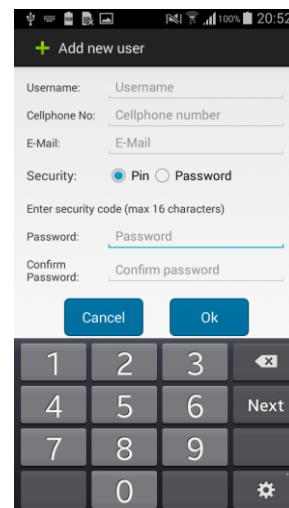 100% 20:52
Add new user
Username: Username
Cellphone No: Cellphone number
E-Mail: E-Mail
Security: Pin Password
Enter security code (max 16 characters)
Password: Password
Confirm
Password: Confirm password
Cancel Ok
1 2 3
4 5 6 Next
7 8 9
0